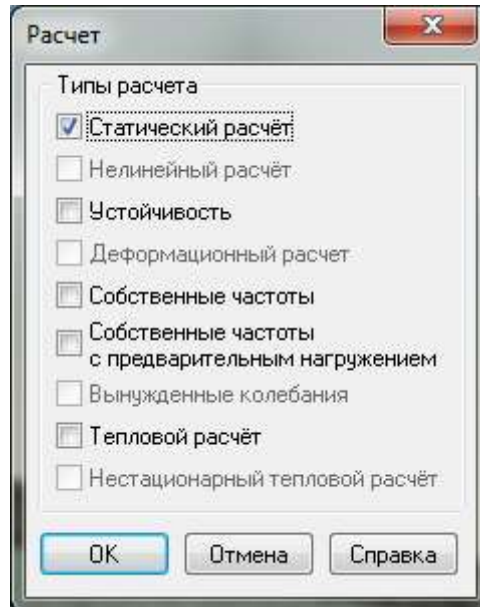 Расчет
Типы расчета
Статический расчёт
Нелинейный расчёт
Устойчивость
Деформационный расчет
Собственные частоты
Собственные частоты
с предварительным нагружением
Вынужденные колебания
Тепловой расчёт
Нестационарный тепловой расчёт
OK Отмена Справка